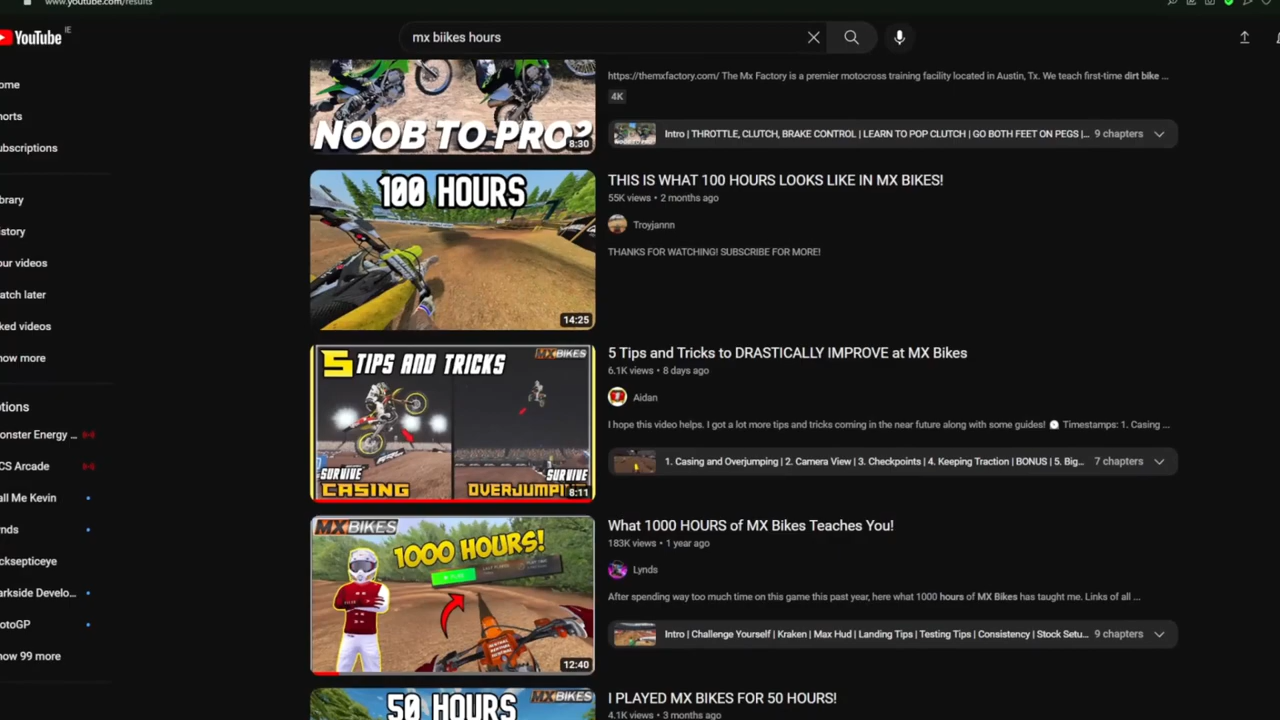 www.youtube.com/results
YouTube IE
mx biikes hours
ome
orts
ubscriptions
brary
istory
our videos
atch later
ked videos
ow more
ptions
onster Energy ...
CS Arcade
all Me Kevin
nds
cksepticeye
arkside Develo...
otoGP
ow 99 more
NOOB TO PRO?
8:30
https://themxfactory.com/ The Mx Factory is a premier motocross training facility located in Austin, Tx. We teach first-time dirt bike ...
4K
Intro | THROTTLE, CLUTCH, BRAKE CONTROL | LEARN TO POP CLUTCH | GO BOTH FEET ON PEGS |... 9 chapters
100 HOURS
14:25
THIS IS WHAT 100 HOURS LOOKS LIKE IN MX BIKES!
55K views • 2 months ago
Troyjannn
THANKS FOR WATCHING! SUBSCRIBE FOR MORE!
5 TIPS AND TRICKS
MX BIKES
SURVIVE CASING
SURVIVE OVERJUMPIN
8:11
5 Tips and Tricks to DRASTICALLY IMPROVE at MX Bikes
6.1K views • 8 days ago
Aidan
I hope this video helps. I got a lot more tips and tricks coming in the near future along with some guides! Timestamps: 1. Casing ...
1. Casing and Overjumping | 2. Camera View | 3. Checkpoints | 4. Keeping Traction | BONUS | 5. Big... 7 chapters
MX BIKES
1000 HOURS!
PLAY
12:40
What 1000 HOURS of MX Bikes Teaches You!
183K views • 1 year ago
Lynds
After spending way too much time on this game this past year, here what 1000 hours of MX Bikes has taught me. Links of all ...
Intro | Challenge Yourself | Kraken | Max Hud | Landing Tips | Testing Tips | Consistency | Stock Setu... 9 chapters
50 HOURS
MX BIKES
I PLAYED MX BIKES FOR 50 HOURS!
4.1K views • 3 months ago